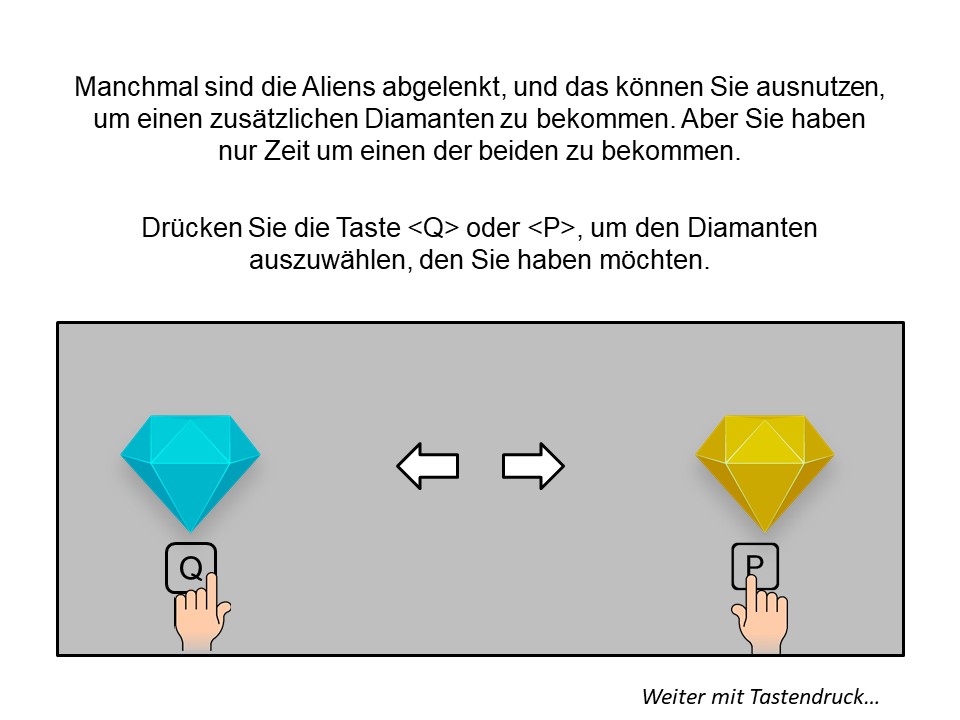 Manchmal sind die Aliens abgelenkt, und das können Sie ausnutzen,
um einen zusätzlichen Diamanten zu bekommen. Aber Sie haben
nur Zeit um einen der beiden zu bekommen.
Drücken Sie die Taste <Q> oder <P>, um den Diamanten
auszuwählen, den Sie haben möchten.
Q
P
Weiter mit Tastendruck…